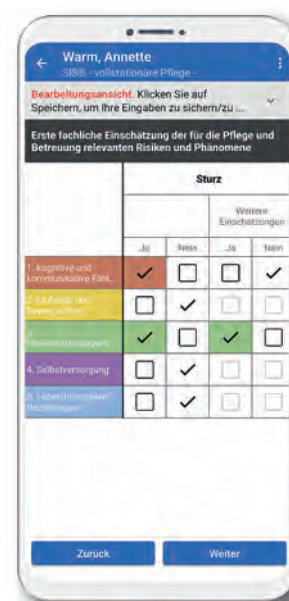 Warm, Annette
SIS® - vollstationäre Pflege -
Bearbeitungsansicht. Klicken Sie auf
Speichern, um Ihre Eingaben zu sichern/zu ...
Erste fachliche Einschätzung der für die Pflege und
Betreuung relevanten Risiken und Phänomene
Sturz
Weitere
Einschätzungen
Ja Nein Ja Nein
1. kognitive und
kommunikative Fähi...
4. Selbstversorgung
Zurück Weiter